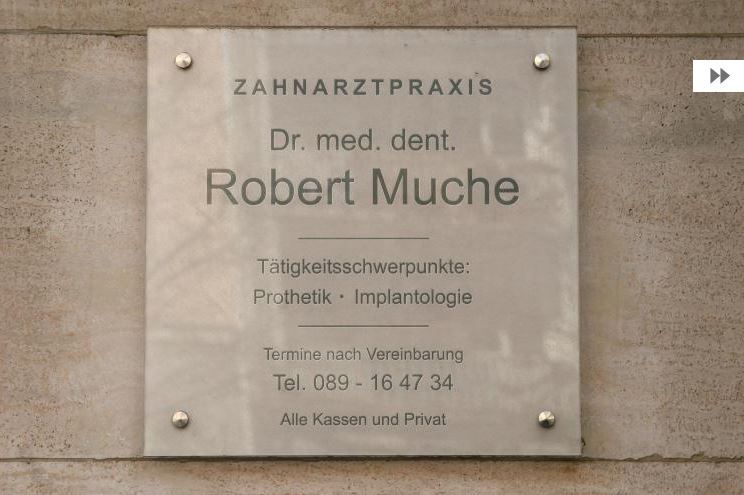 ZAHNARZTPRAXIS
Dr. med. dent.
Robert Muche
Tätigkeitsschwerpunkte:
Prothetik · Implantologie
Termine nach Vereinbarung
Tel. 089 - 16 47 34
Alle Kassen und Privat